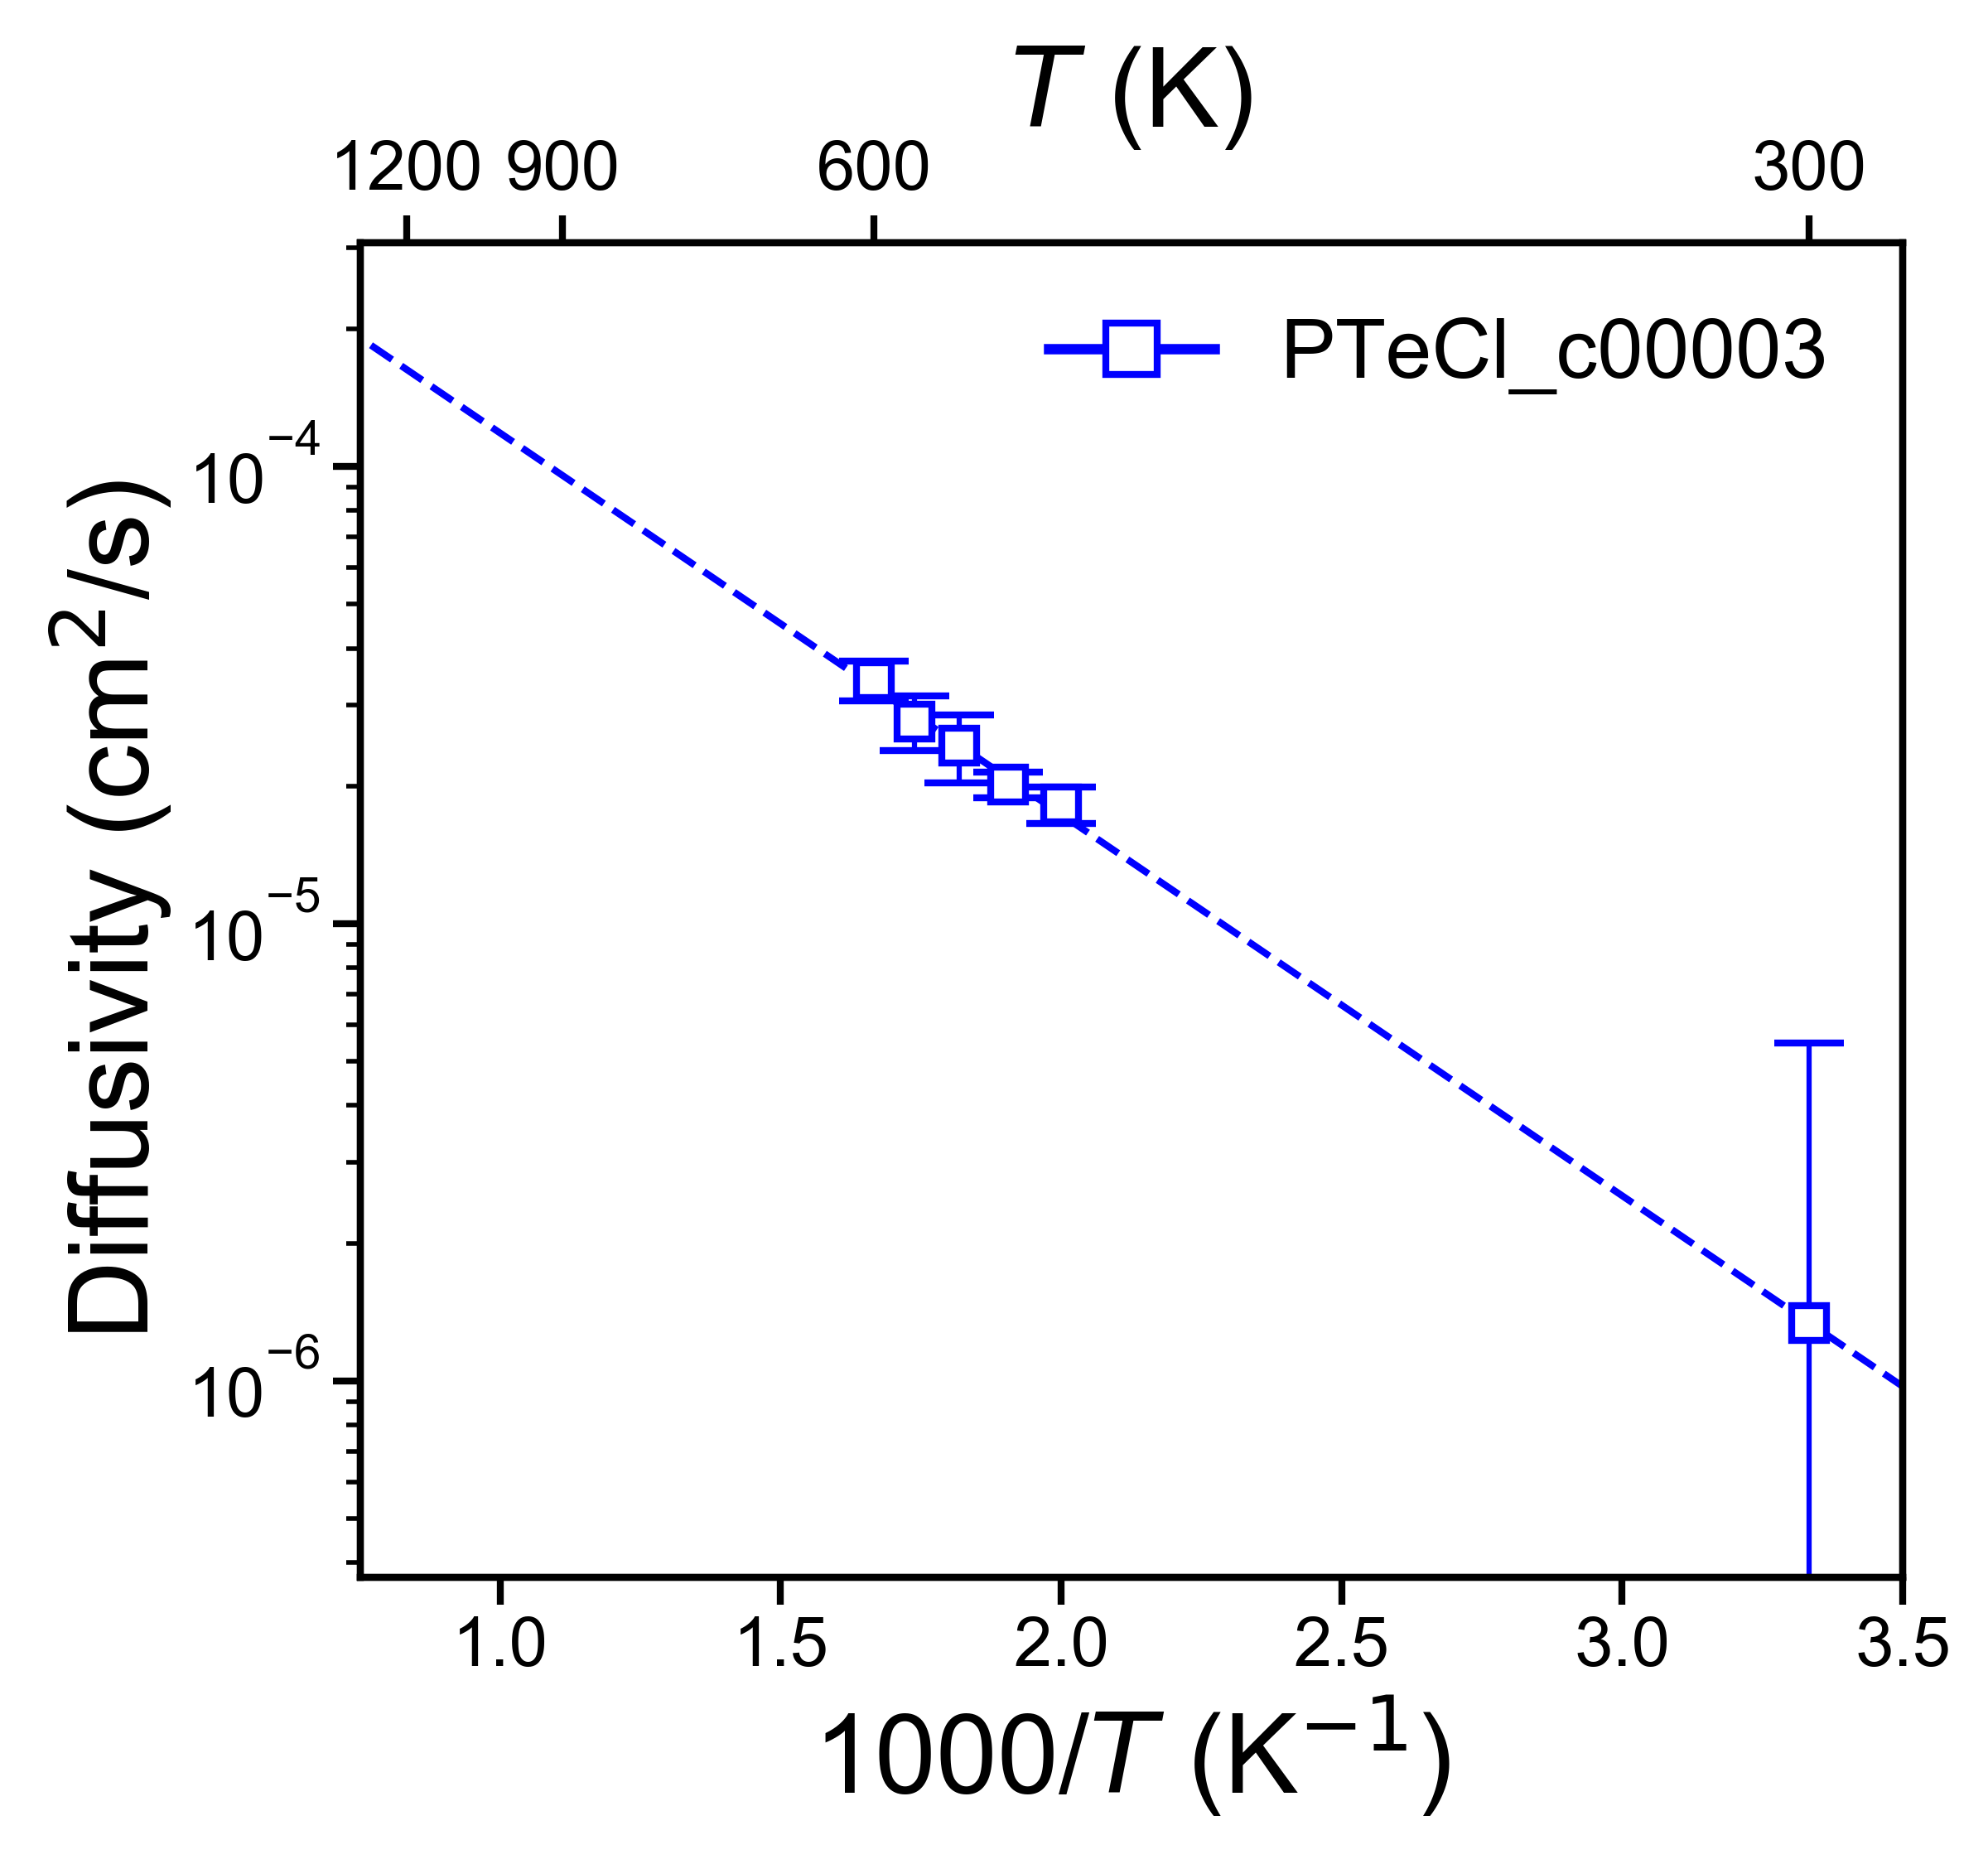 T (K)
1200 900 600 300
PTeCl_c00003
Diffusivity (cm²/s)
10⁻⁴
10⁻⁵
10⁻⁶
1.0 1.5 2.0 2.5 3.0 3.5
1000/T (K⁻¹)